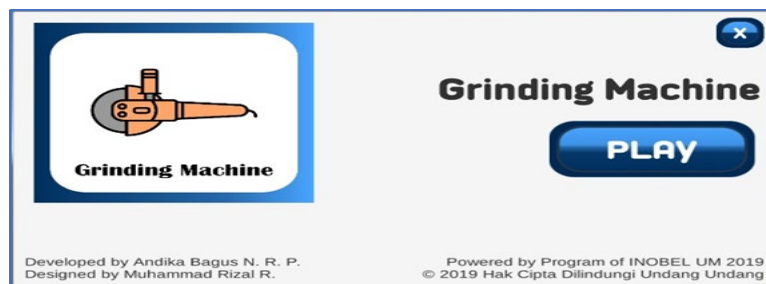 Grinding Machine
Grinding Machine
PLAY
Developed by Andika Bagus N. R. P.
Designed by Muhammad Rizal R.
Powered by Program of INOBEL UM 2019
© 2019 Hak Cipta Dilindungi Undang Undang